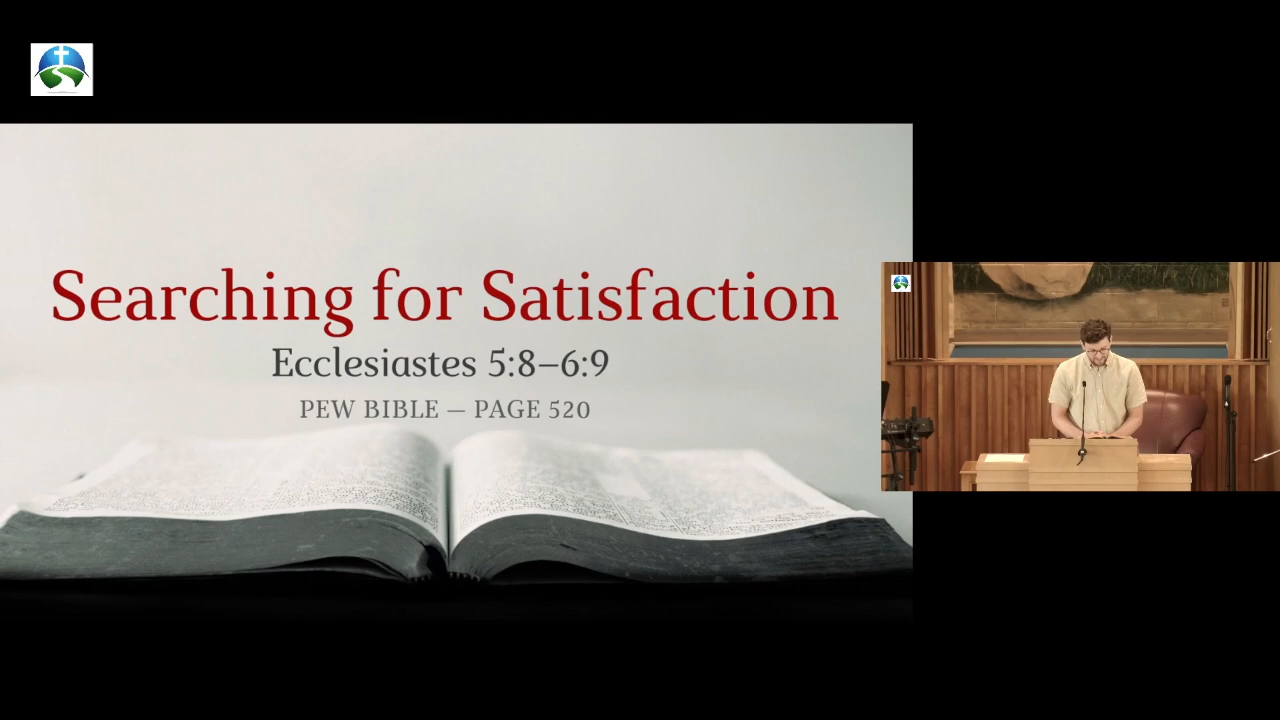 Searching for Satisfaction
Ecclesiastes 5:8–6:9
PEW BIBLE — PAGE 520